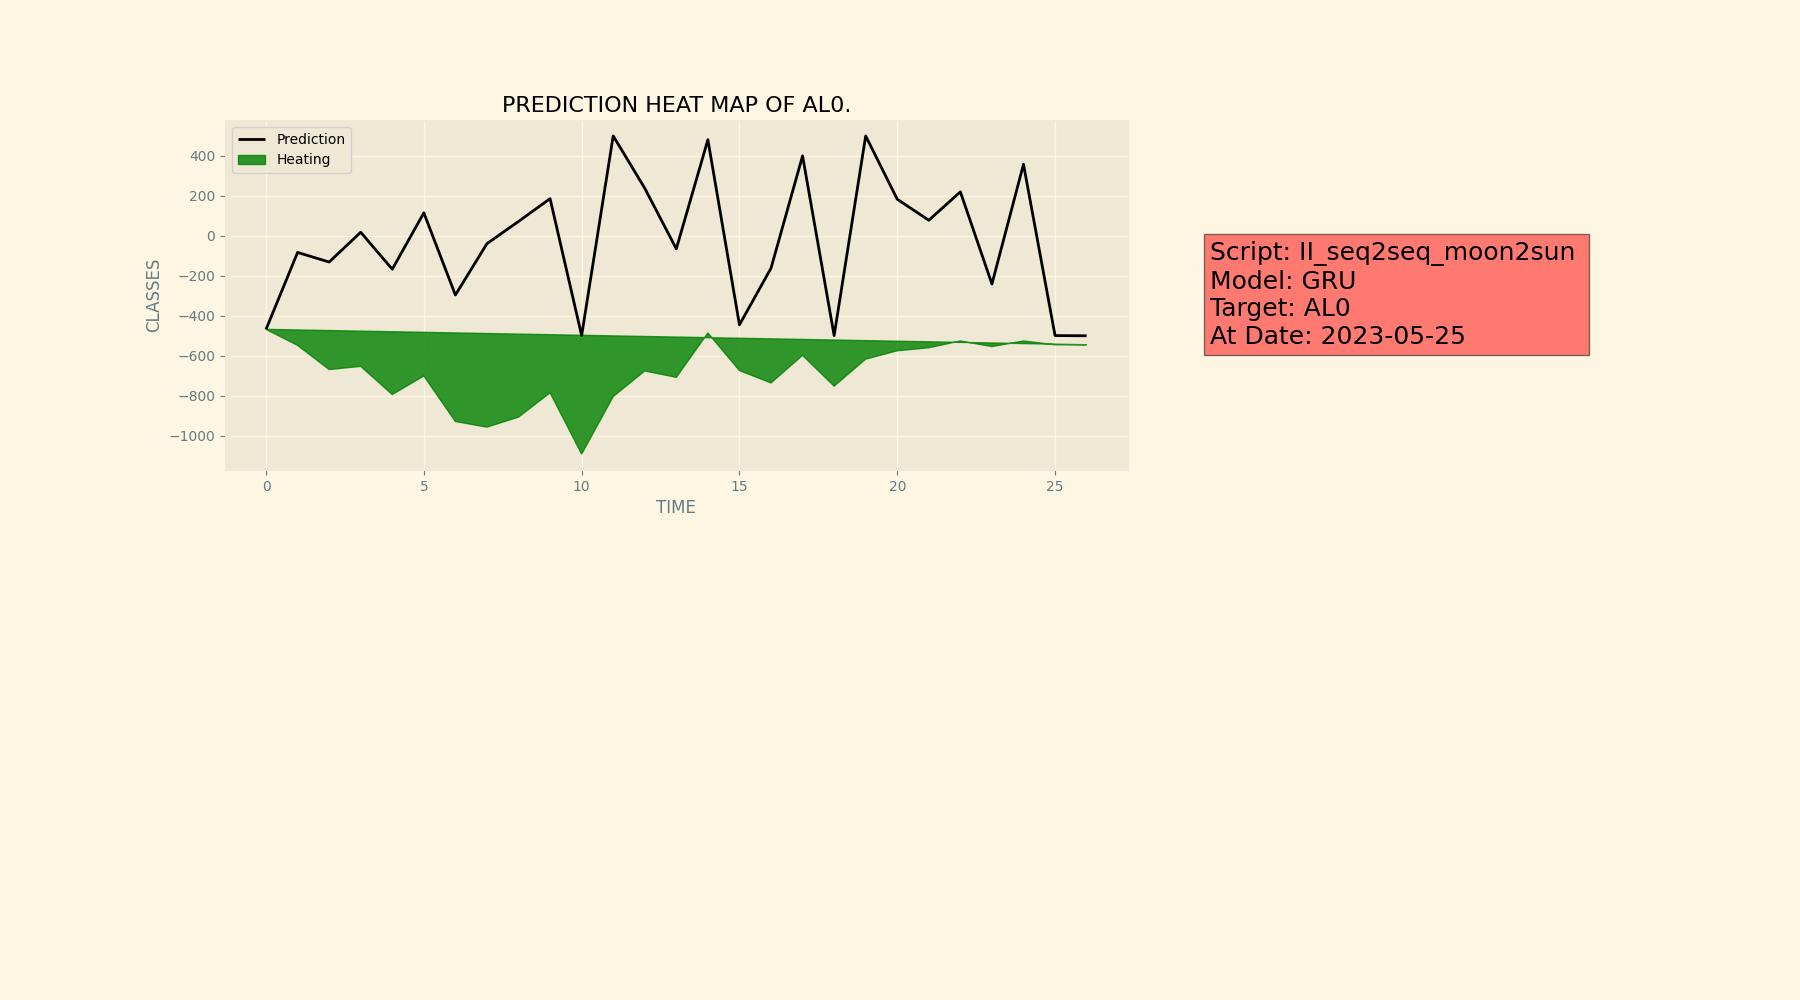 PREDICTION HEAT MAP OF AL0.
Prediction
Heating
400
200
0
−200
−400
−600
−800
−1000
CLASSES
0 5 10 15 20 25
TIME
Script: II_seq2seq_moon2sun
Model: GRU
Target: AL0
At Date: 2023-05-25